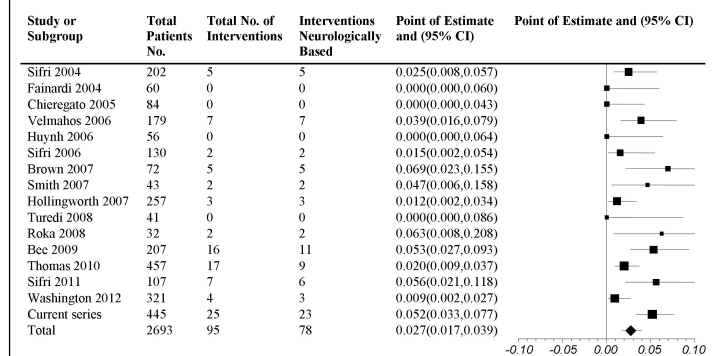 Study or Subgroup Total Patients No. Total No. of Interventions Interventions Neurologically Based Point of Estimate and (95% CI) Point of Estimate and (95% CI)
Sifri 2004 202 5 5 0.025(0.008,0.057)
Fainardi 2004 60 0 0 0.000(0.000,0.060)
Chieregato 2005 84 0 0 0.000(0.000,0.043)
Velmahos 2006 179 7 7 0.039(0.016,0.079)
Huynh 2006 56 0 0 0.000(0.000,0.064)
Sifri 2006 130 2 2 0.015(0.002,0.054)
Brown 2007 72 5 5 0.069(0.023,0.155)
Smith 2007 43 2 2 0.047(0.006,0.158)
Hollingworth 2007 257 3 3 0.012(0.002,0.034)
Turedi 2008 41 0 0 0.000(0.000,0.086)
Roka 2008 32 2 2 0.063(0.008,0.208)
Bee 2009 207 16 11 0.053(0.027,0.093)
Thomas 2010 457 17 9 0.020(0.009,0.037)
Sifri 2011 107 7 6 0.056(0.021,0.118)
Washington 2012 321 4 3 0.009(0.002,0.027)
Current series 445 25 23 0.052(0.033,0.077)
Total 2693 95 78 0.027(0.017,0.039)
-0.10 -0.05 0.00 0.05 0.10